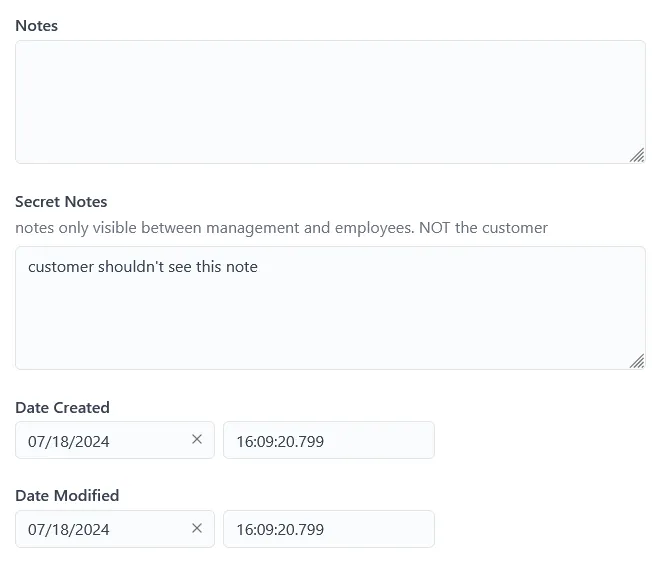 Notes
Secret Notes
notes only visible between management and employees. NOT the customer
customer shouldn't see this note
Date Created
07/18/2024 16:09:20.799
Date Modified
07/18/2024 16:09:20.799